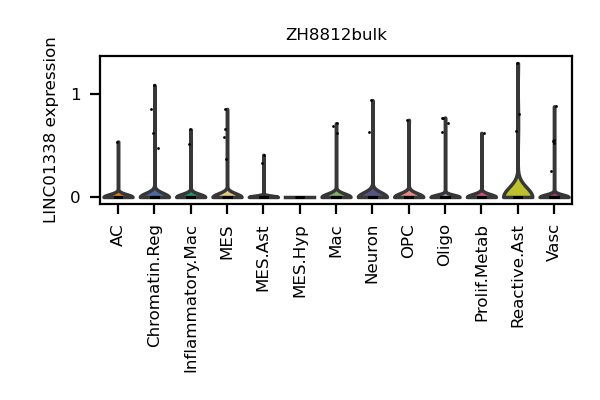 ZH8812bulk
LINC01338 expression
1
0
AC
Chromatin.Reg
Inflammatory.Mac
MES
MES.Ast
MES.Hyp
Mac
Neuron
OPC
Oligo
Prolif.Metab
Reactive.Ast
Vasc